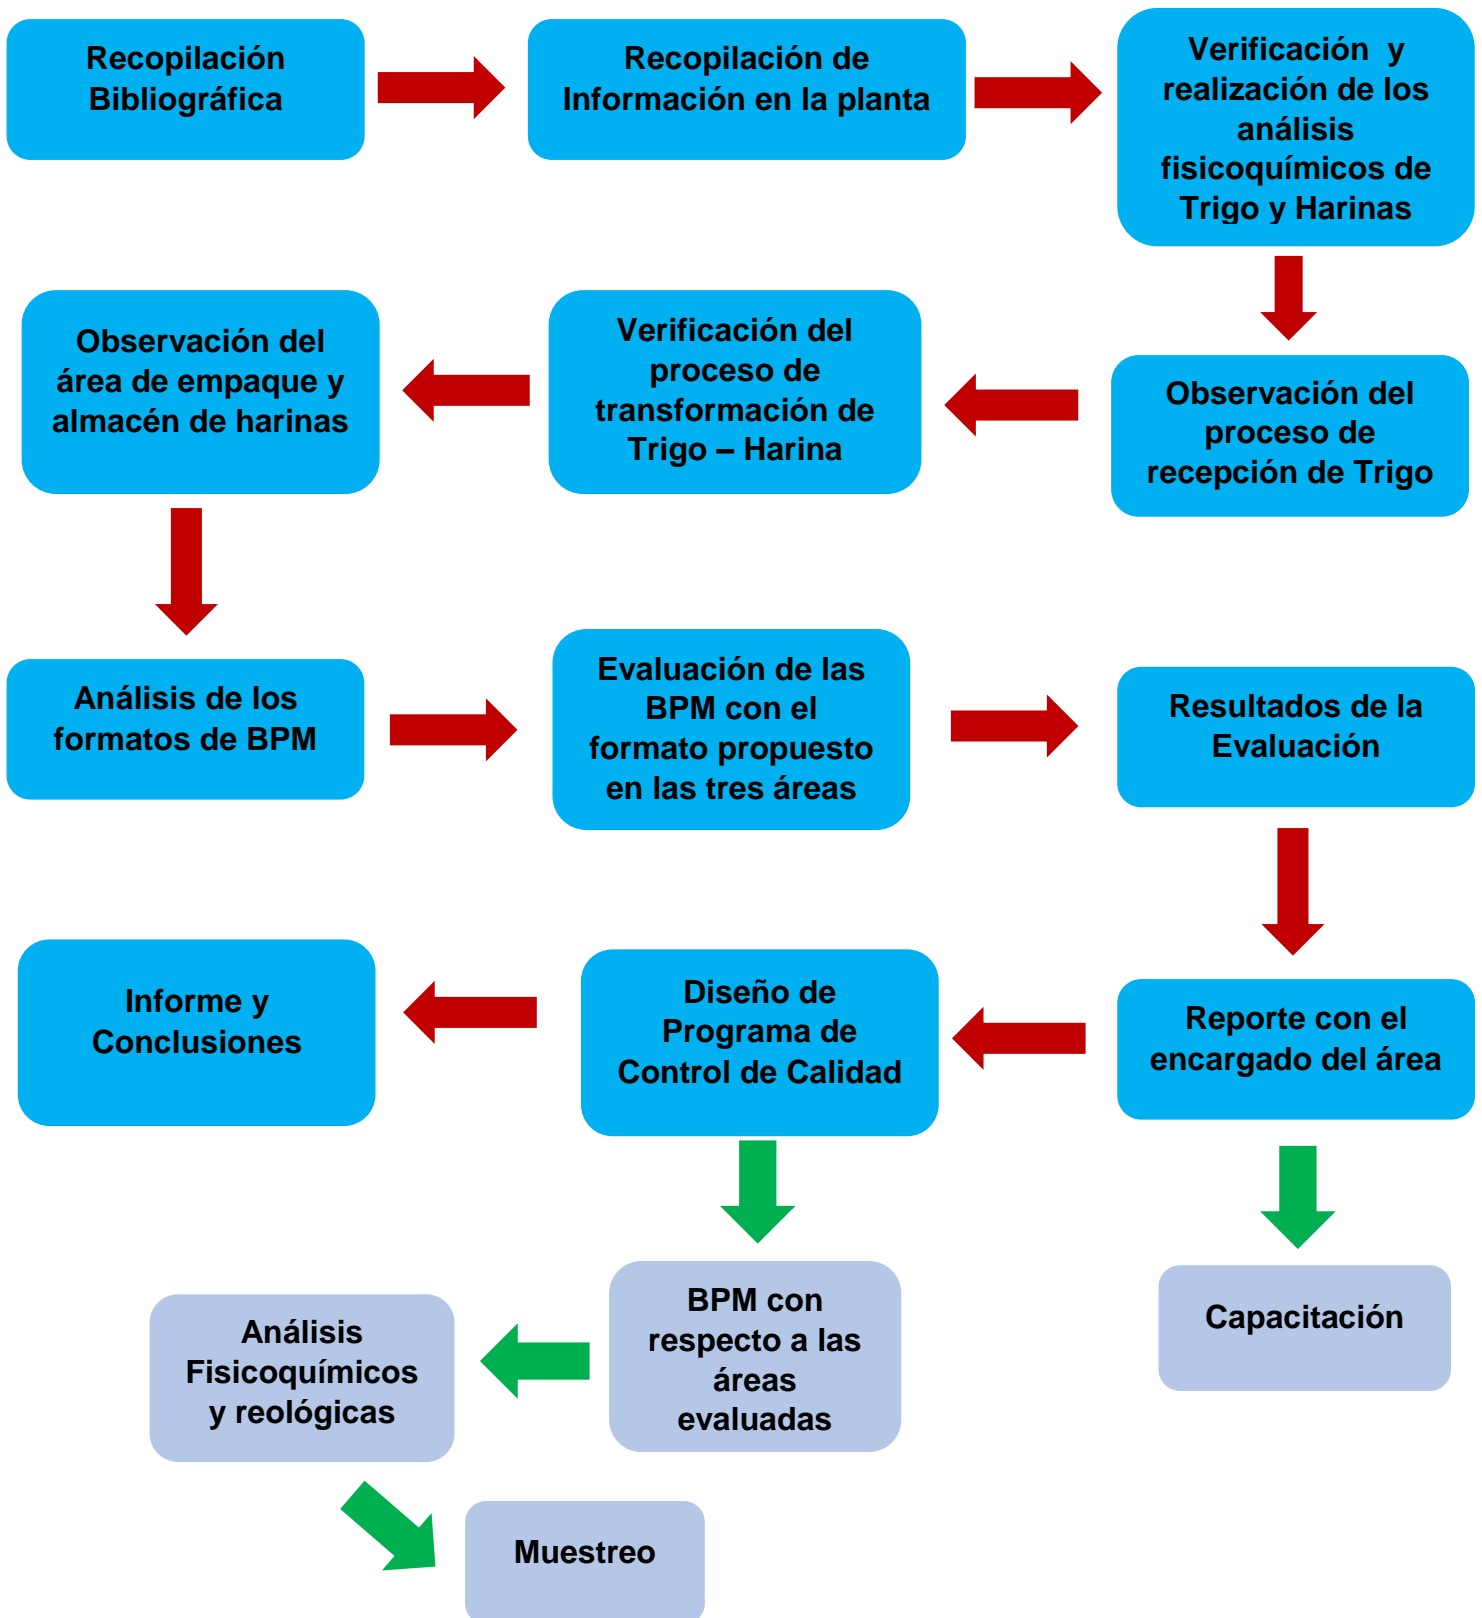 Recopilación
Bibliográfica
Recopilación de
Información en la planta
Verificación y
realización de los
análisis
fisicoquímicos de
Trigo y Harinas
Observación del
proceso de
recepción de Trigo
Verificación del
proceso de
transformación de
Trigo – Harina
Observación del
área de empaque y
almacén de harinas
Análisis de los
formatos de BPM
Evaluación de las
BPM con el
formato propuesto
en las tres áreas
Resultados de la
Evaluación
Reporte con el
encargado del área
Diseño de
Programa de
Control de Calidad
Informe y
Conclusiones
Capacitación
BPM con
respecto a las
áreas
evaluadas
Análisis
Fisicoquímicos
y reológicas
Muestreo